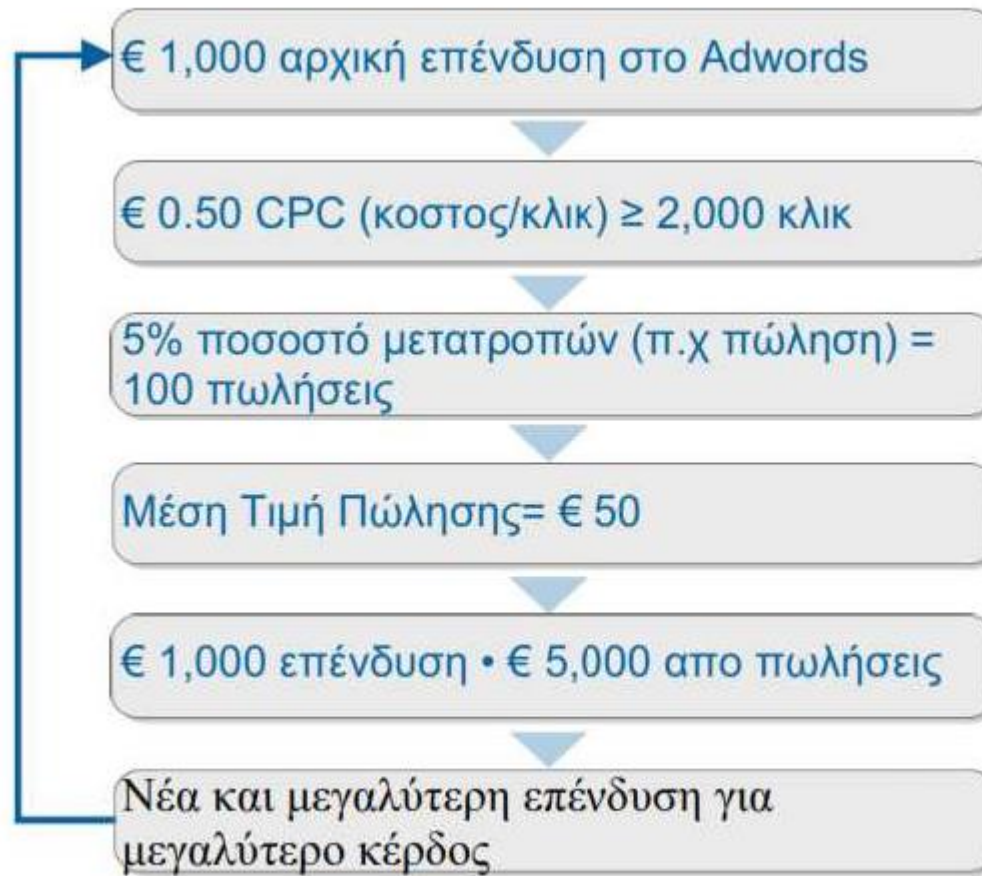 € 1,000 αρχική επένδυση στο Adwords
€ 0.50 CPC (κοστος/κλικ) ≥ 2,000 κλικ
5% ποσοστό μετατροπών (π.χ πώληση) =
100 πωλήσεις
Μέση Τιμή Πώλησης= € 50
€ 1,000 επένδυση • € 5,000 απο πωλήσεις
Νέα και μεγαλύτερη επένδυση για
μεγαλύτερο κέρδος